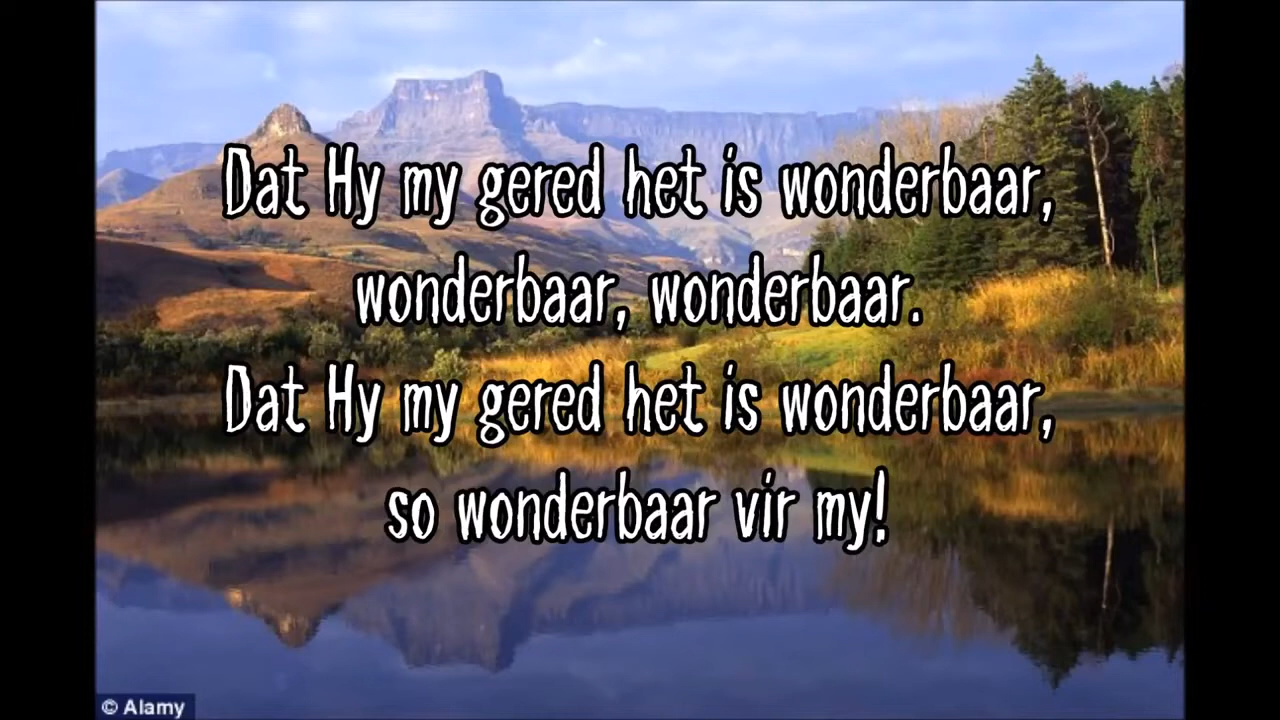 Dat Hy my gered het is wonderbaar,
wonderbaar, wonderbaar.
Dat Hy my gered het is wonderbaar,
so wonderbaar vir my!
© Alamy